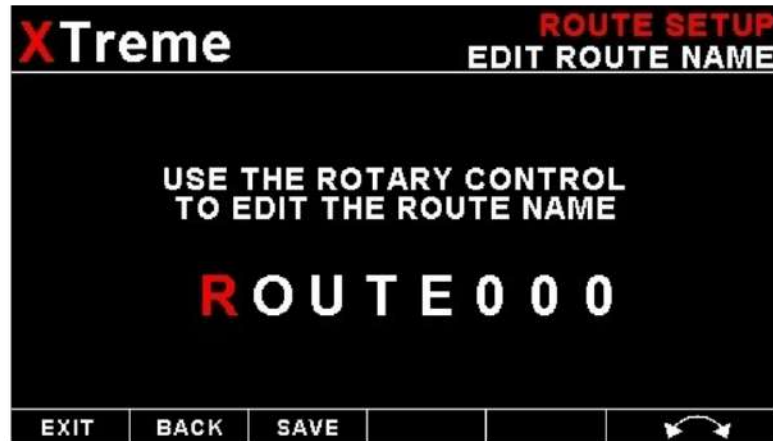 XTreme
ROUTE SETUP
EDIT ROUTE NAME
USE THE ROTARY CONTROL
TO EDIT THE ROUTE NAME
ROUTE000
EXIT BACK SAVE